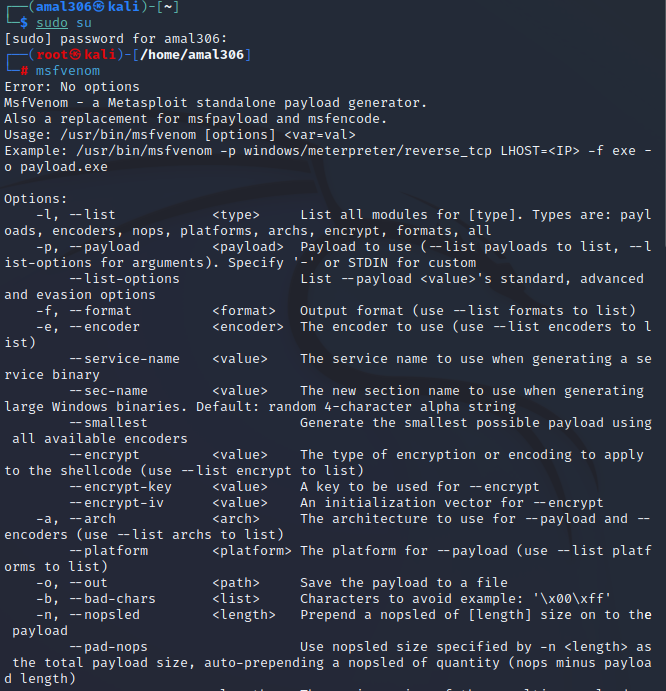 ┌──(amal306㉿kali)-[~]
└─$ sudo su
[sudo] password for amal306:
┌──(root㉿kali)-[/home/amal306]
└─# msfvenom
Error: No options
MsfVenom - a Metasploit standalone payload generator.
Also a replacement for msfpayload and msfencode.
Usage: /usr/bin/msfvenom [options] <var=val>
Example: /usr/bin/msfvenom -p windows/meterpreter/reverse_tcp LHOST=<IP> -f exe -
o payload.exe
Options:
-l, --list <type> List all modules for [type]. Types are: payl
oads, encoders, nops, platforms, archs, encrypt, formats, all
-p, --payload <payload> Payload to use (--list payloads to list, --l
ist-options for arguments). Specify '-' or STDIN for custom
--list-options List --payload <value>'s standard, advanced
and evasion options
-f, --format <format> Output format (use --list formats to list)
-e, --encoder <encoder> The encoder to use (use --list encoders to l
ist)
--service-name <value> The service name to use when generating a se
rvice binary
--sec-name <value> The new section name to use when generating
large Windows binaries. Default: random 4-character alpha string
--smallest Generate the smallest possible payload using
all available encoders
--encrypt <value> The type of encryption or encoding to apply
to the shellcode (use --list encrypt to list)
--encrypt-key <value> A key to be used for --encrypt
--encrypt-iv <value> An initialization vector for --encrypt
-a, --arch <arch> The architecture to use for --payload and --
encoders (use --list archs to list)
--platform <platform> The platform for --payload (use --list platf
orms to list)
-o, --out <path> Save the payload to a file
-b, --bad-chars <list> Characters to avoid example: '\x00\xff'
-n, --nopsled <length> Prepend a nopsled of [length] size on to the
payload
--pad-nops Use nopsled size specified by -n <length> as
the total payload size, auto-prepending a nopsled of quantity (nops minus payloa
d length)